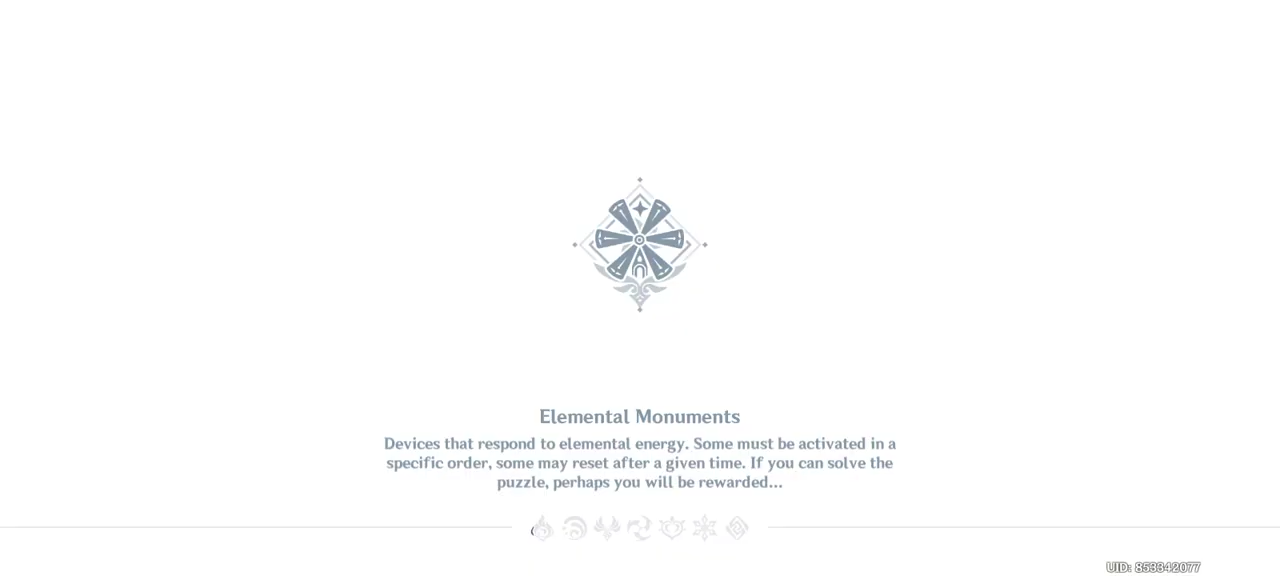 Elemental Monuments
Devices that respond to elemental energy. Some must be activated in a
specific order, some may reset after a given time. If you can solve the
puzzle, perhaps you will be rewarded...
UID: 853342077